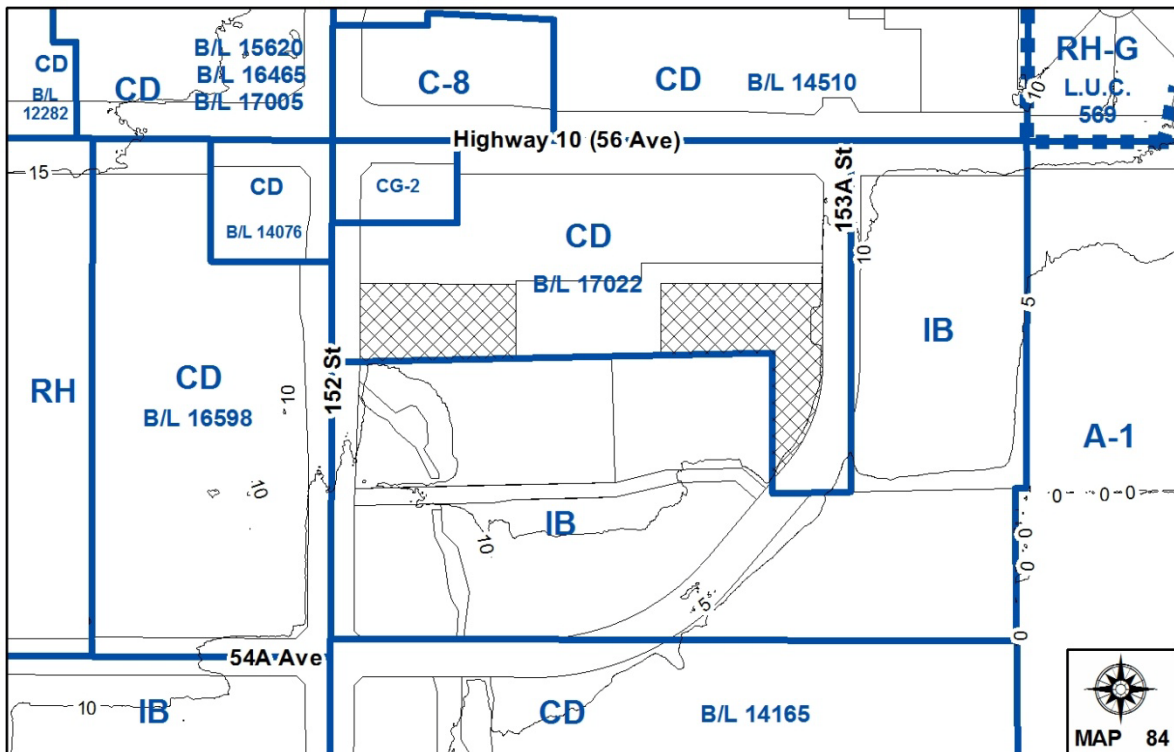 CD
B/L
12282
CD
B/L 15620
B/L 16465
B/L 17005
C-8
CD
B/L 14510
RH-G
L.U.C.
569
10
Highway 10 (56 Ave)
15
CD
B/L 14076
CG-2
CD
B/L 17022
153A St
10
IB
5
RH
CD
B/L 16598
152 St
10
10
A-1
0
0
0
0
0
IB
10
5
0
54A Ave
10
IB
CD
B/L 14165
MAP 84